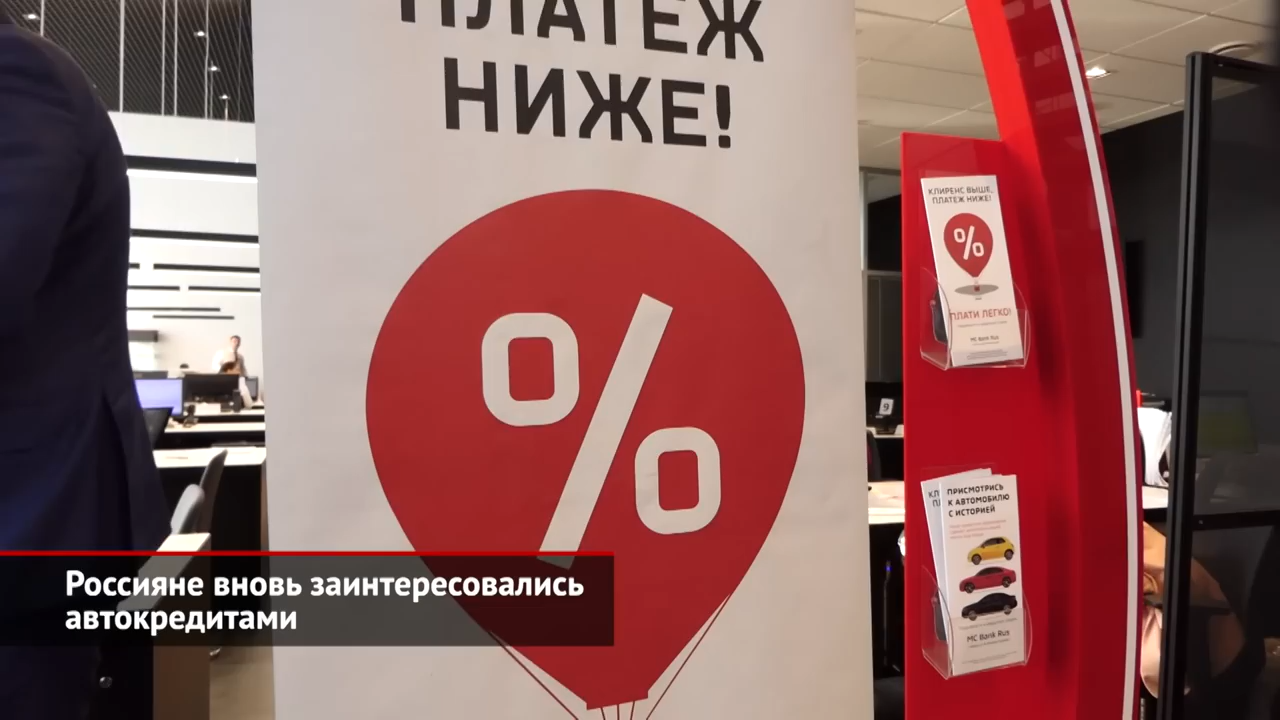 ПЛАТЕЖ
НИЖЕ!
%
КЛИРЕНС ВЫШЕ,
ПЛАТЕЖ НИЖЕ!
%
ПЛАТИ ЛЕГКО!
MC Bank Rus
9
ПРИСМОТРИСЬ
К АВТОМОБИЛЮ
С ИСТОРИЕЙ
MC Bank Rus
Россияне вновь заинтересовались
автокредитами